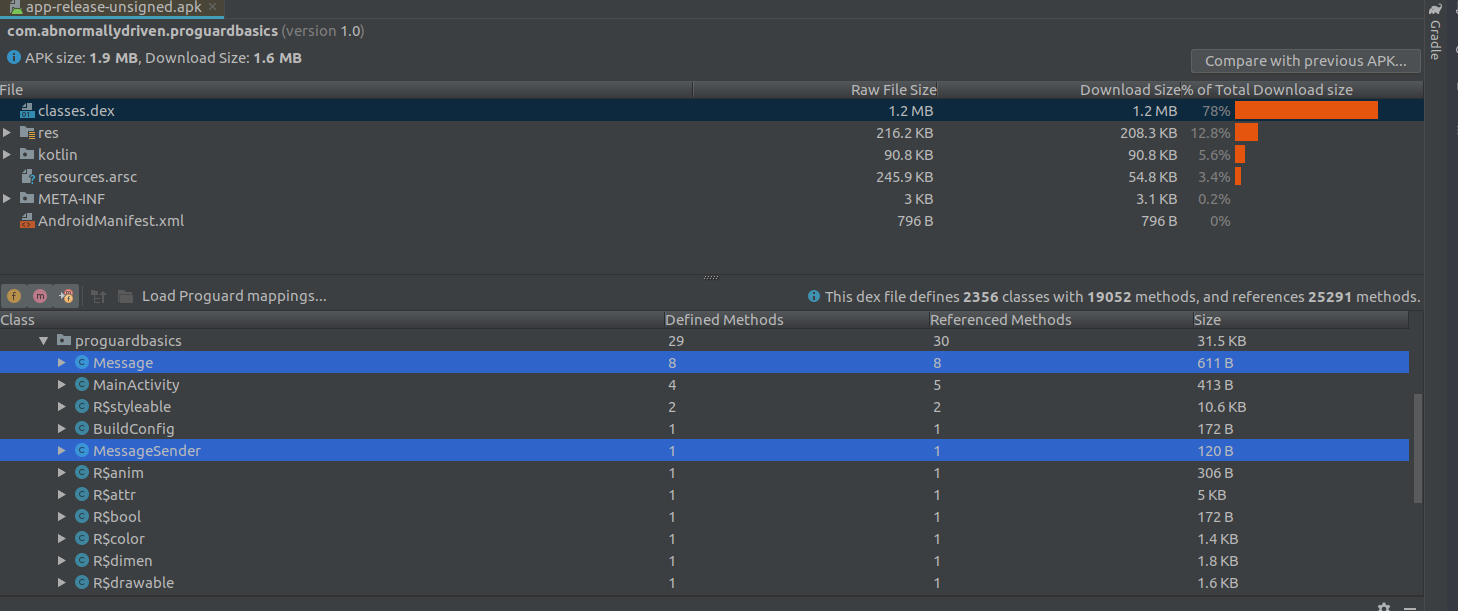 app-release-unsigned.apk ×
com.abnormallydriven.proguardbasics (version 1.0)
APK size: 1.9 MB, Download Size: 1.6 MB
Compare with previous APK...
Gradle
File Raw File Size Download Size % of Total Download size
classes.dex 1.2 MB 1.2 MB 78%
res 216.2 KB 208.3 KB 12.8%
kotlin 90.8 KB 90.8 KB 5.6%
resources.arsc 245.9 KB 54.8 KB 3.4%
META-INF 3 KB 3.1 KB 0.2%
AndroidManifest.xml 796 B 796 B 0%
Load Proguard mappings... This dex file defines 2356 classes with 19052 methods, and references 25291 methods.
Class Defined Methods Referenced Methods Size
proguardbasics 29 30 31.5 KB
Message 8 8 611 B
MainActivity 4 5 413 B
R$styleable 2 2 10.6 KB
BuildConfig 1 1 172 B
MessageSender 1 1 120 B
R$anim 1 1 306 B
R$attr 1 1 5 KB
R$bool 1 1 172 B
R$color 1 1 1.4 KB
R$dimen 1 1 1.8 KB
R$drawable 1 1 1.6 KB